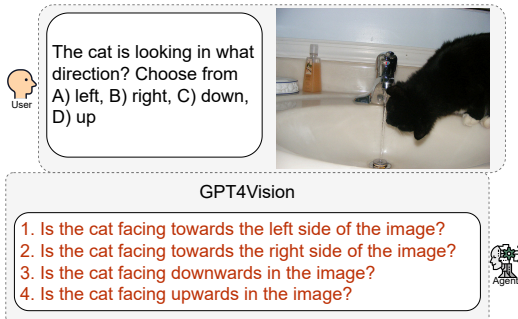 The cat is looking in what
direction? Choose from
A) left, B) right, C) down,
D) up
User
GPT4Vision
1. Is the cat facing towards the left side of the image?
2. Is the cat facing towards the right side of the image?
3. Is the cat facing downwards in the image?
4. Is the cat facing upwards in the image?
Agent